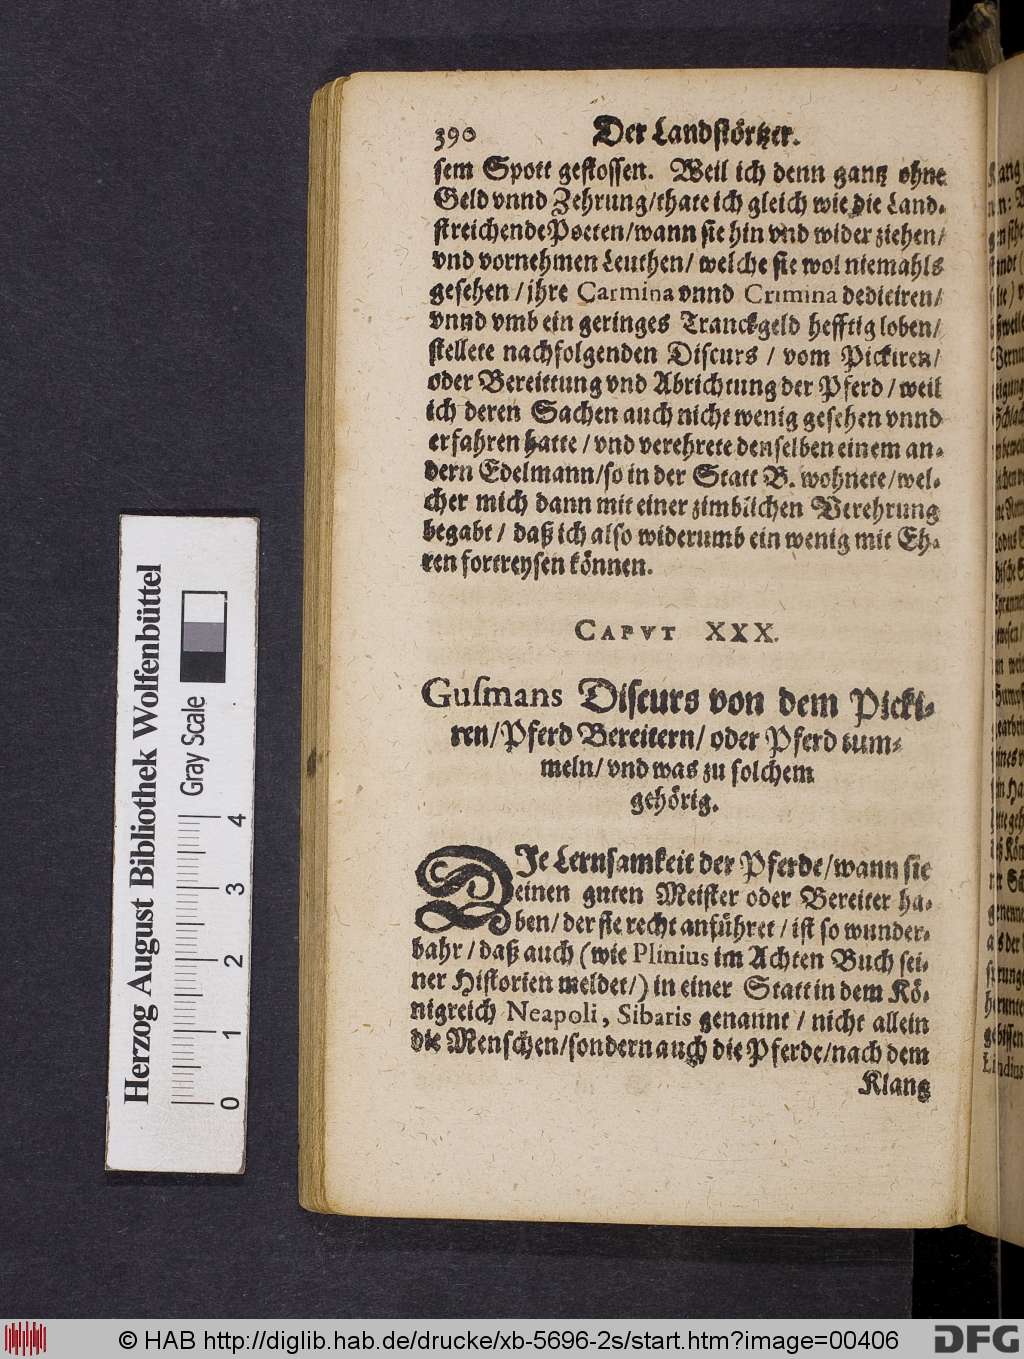 390 Der Landstörtzer.
sem Spott gestossen. Weil ich denn gantz ohne
Geld vnnd Zehrung/thate ich gleich wie die Land-
streichende Poeten/wann sie hin vnd wider ziehen/
vnd vornehmen Leuthen/ welche sie wol niemahls
gesehen / jhre Carmina vnnd Crimina dediciren/
vnnd vmb ein geringes Tranckgeld hefftig loben/
stellete nachfolgenden Discurs / vom Pickiren/
oder Bereittung vnd Abrichtung der Pferd / weil
ich deren Sachen auch nicht wenig gesehen vnnd
erfahren hatte / vnd verehrete denselben einem an-
dern Edelmann/so in der Statt B. wohnete/wel-
cher mich dann mit einer zimblichen Verehrung
begabt / daß ich also widerumb ein wenig mit Eh-
ren fortreysen können.
CAPVT XXX.
Gusmans Discurs von dem Picki-
ren/Pferd Bereitern/ oder Pferd tum-
meln/ vnd was zu solchem
gehörig.
DIe Lernsamkeit der Pferde/wann sie
einen guten Meister oder Bereiter ha-
ben/ der sie recht anführet / ist so wunder-
bahr / daß auch (wie Plinius im Achten Buch sei-
ner Historien meldet/) in einer Statt in dem Kö-
nigreich Neapoli, Sibaris genannt / nicht allein
die Menschen/sondern auch die Pferde/nach dem
Klang
Herzog August Bibliothek Wolfenbüttel
Gray Scale
0 1 2 3 4
© HAB http://diglib.hab.de/drucke/xb-5696-2s/start.htm?image=00406
DFG